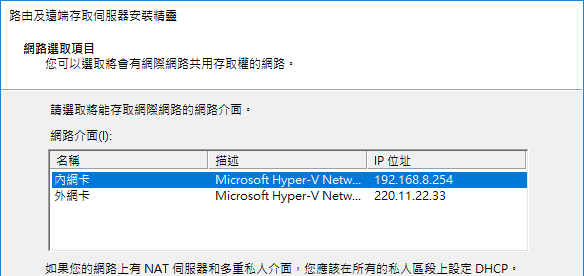 路由及遠端存取伺服器安裝精靈
網路選取項目
您可以選取將會有網際網路共用存取權的網路。
請選取將能存取網際網路的網路介面。
網路介面(I):
名稱 描述 IP 位址
內網卡 Microsoft Hyper-V Netw... 192.168.8.254
外網卡 Microsoft Hyper-V Netw... 220.11.22.33
如果您的網路上有 NAT 伺服器和多重私人介面，您應該在所有的私人區段上設定 DHCP。